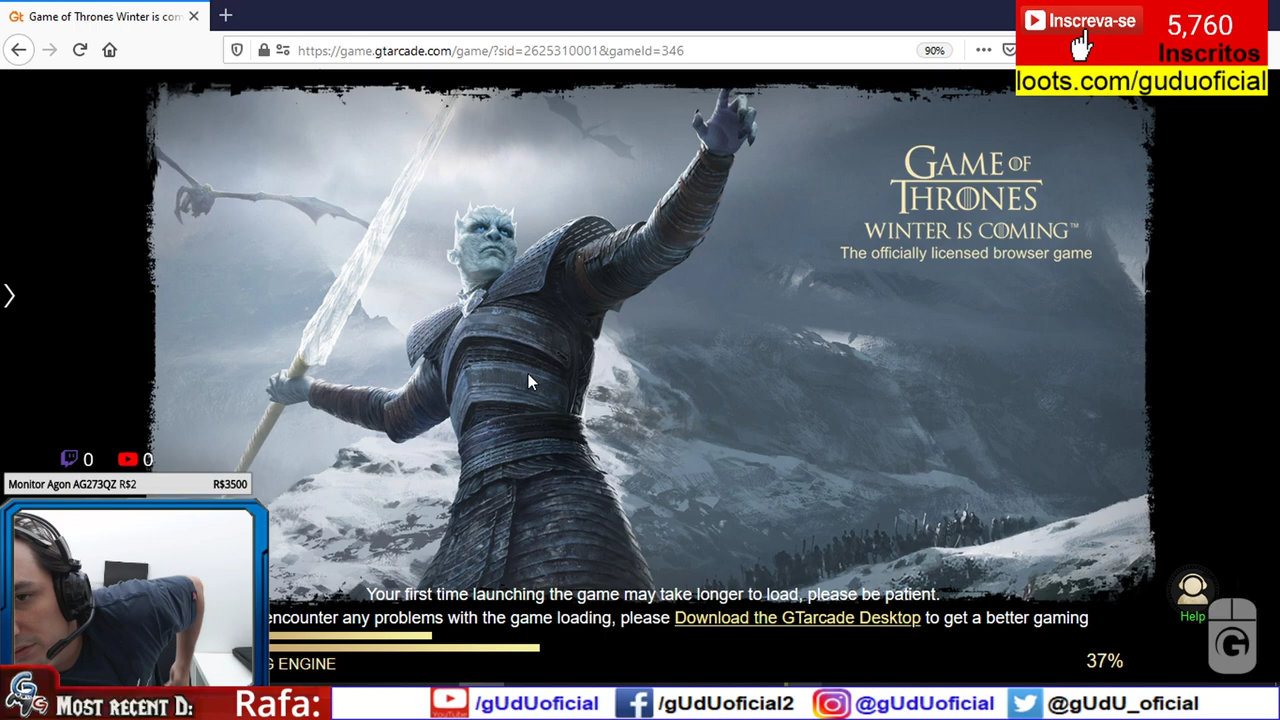 Gt Game of Thrones Winter is com
https://game.gtarcade.com/game/?sid=2625310001&gameId=346
90%
Inscreva-se
5,760
Inscritos
loots.com/guduoficial
GAME OF
THRONES
WINTER IS COMING™
The officially licensed browser game
0
0
Monitor Agon AG273QZ R$2
R$3500
Your first time launching the game may take longer to load, please be patient.
encounter any problems with the game loading, please Download the GTarcade Desktop to get a better gaming
G ENGINE
37%
Help
G
MOST RECENT D:
Rafa:
YouTube
/gUdUoficial
/gUdUoficial2
@gUdUoficial
@gUdU_oficial